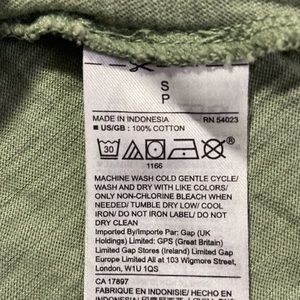 S
P
MADE IN INDONESIA RN 54023
■ US/GB : 100% COTTON
30
1166
MACHINE WASH COLD GENTLE CYCLE/
WASH AND DRY WITH LIKE COLORS/
ONLY NON-CHLORINE BLEACH WHEN
NEEDED/ TUMBLE DRY LOW/ COOL
IRON/ DO NOT IRON LABEL/ DO NOT
DRY CLEAN
Imported By/Importe Par: Gap (UK
Holdings) Limited: GPS (Great Britain)
Limited Gap Stores (Ireland) Limited Gap
Europe Limited All at 103 Wigmore Street,
London, W1U 1QS
CA 17897
FABRIQUE EN INDONISIE/ HECHO EN